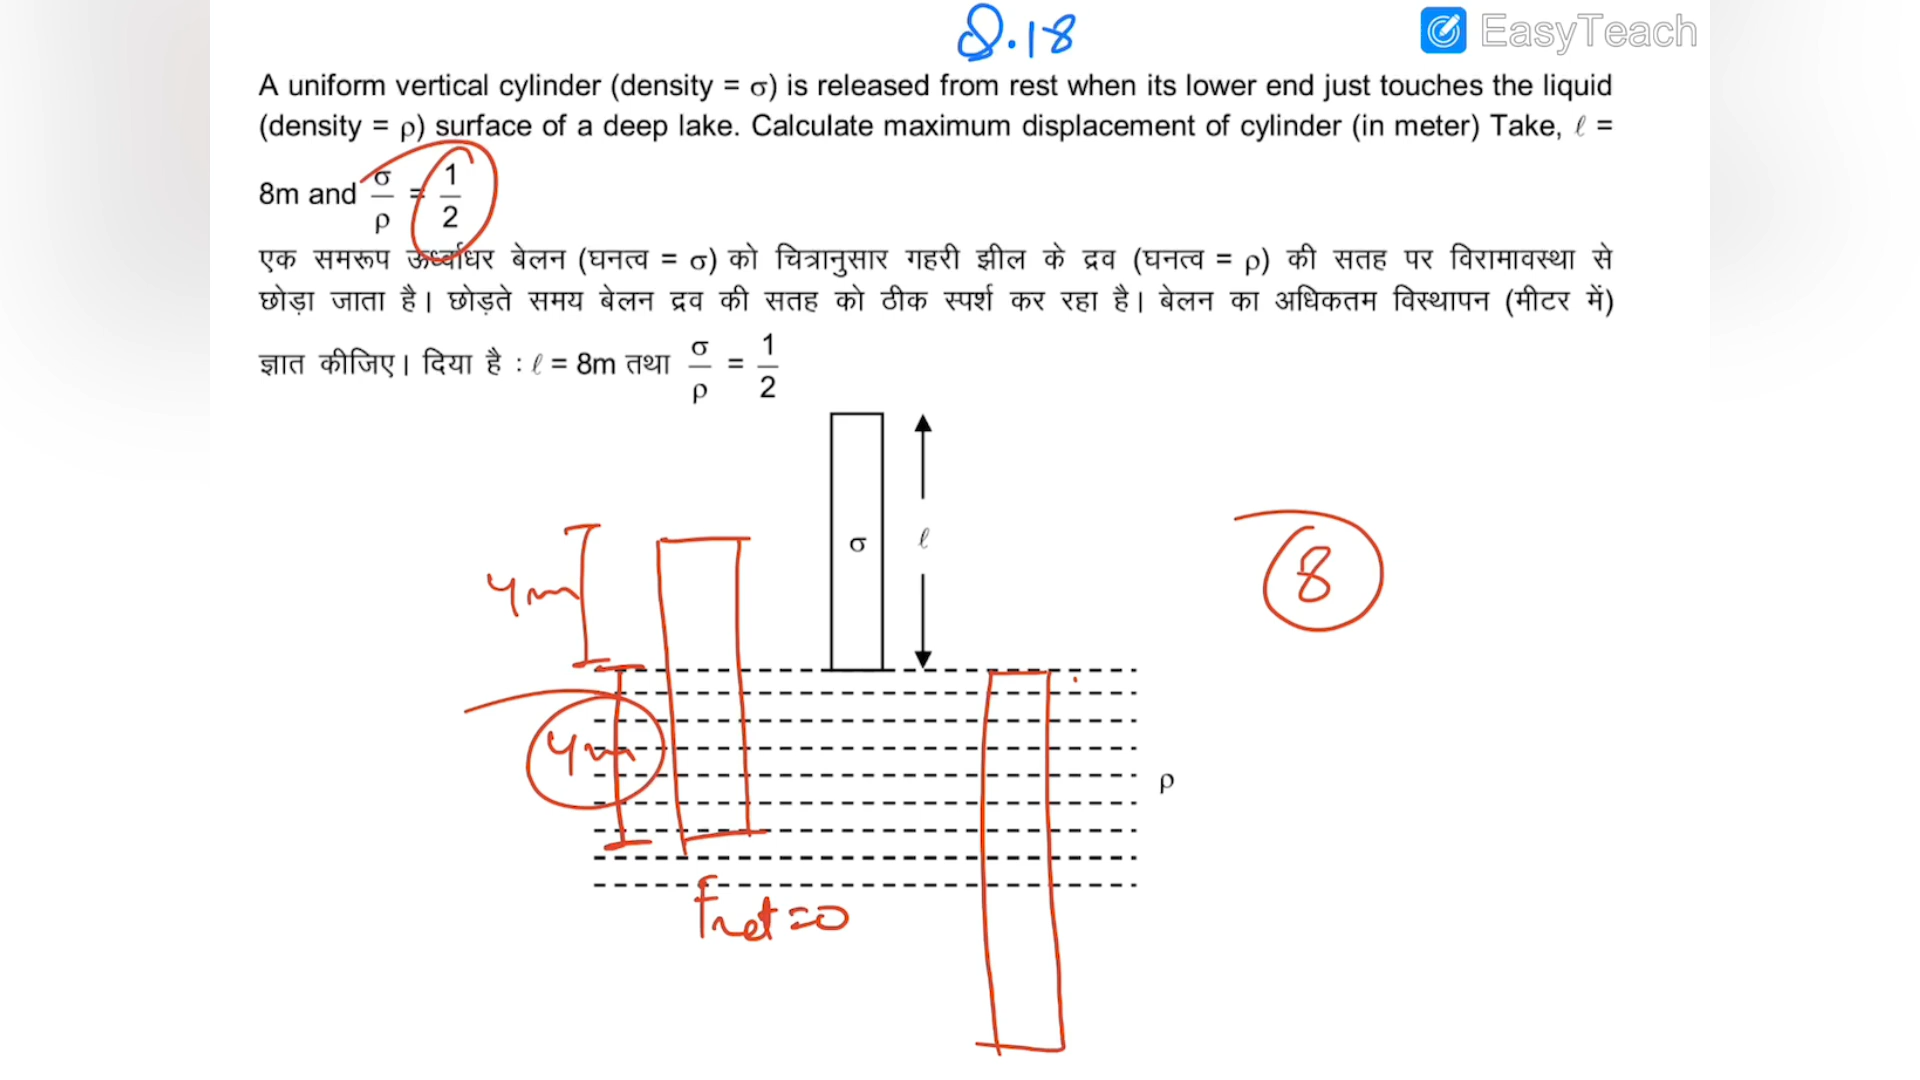 Q.18
EasyTeach
A uniform vertical cylinder (density = σ) is released from rest when its lower end just touches the liquid
(density = ρ) surface of a deep lake. Calculate maximum displacement of cylinder (in meter) Take, ℓ =
8m and σ/ρ = 1/2
एक समरूप ऊर्ध्वाधर बेलन (घनत्व = σ) को चित्रानुसार गहरी झील के द्रव (घनत्व = ρ) की सतह पर विरामावस्था से
छोड़ा जाता है। छोड़ते समय बेलन द्रव की सतह को ठीक स्पर्श कर रहा है। बेलन का अधिकतम विस्थापन (मीटर में)
ज्ञात कीजिए। दिया है : ℓ = 8m तथा σ/ρ = 1/2
σ
ℓ
4m
8
4m
ρ
Fnet=0